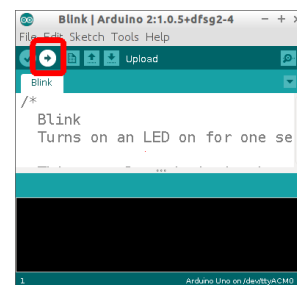 Blink | Arduino 2:1.0.5+dfsg2-4
File Edit Sketch Tools Help
Upload
Blink
/*
Blink
Turns on an LED on for one se
1
Arduino Uno on /dev/ttyACM0